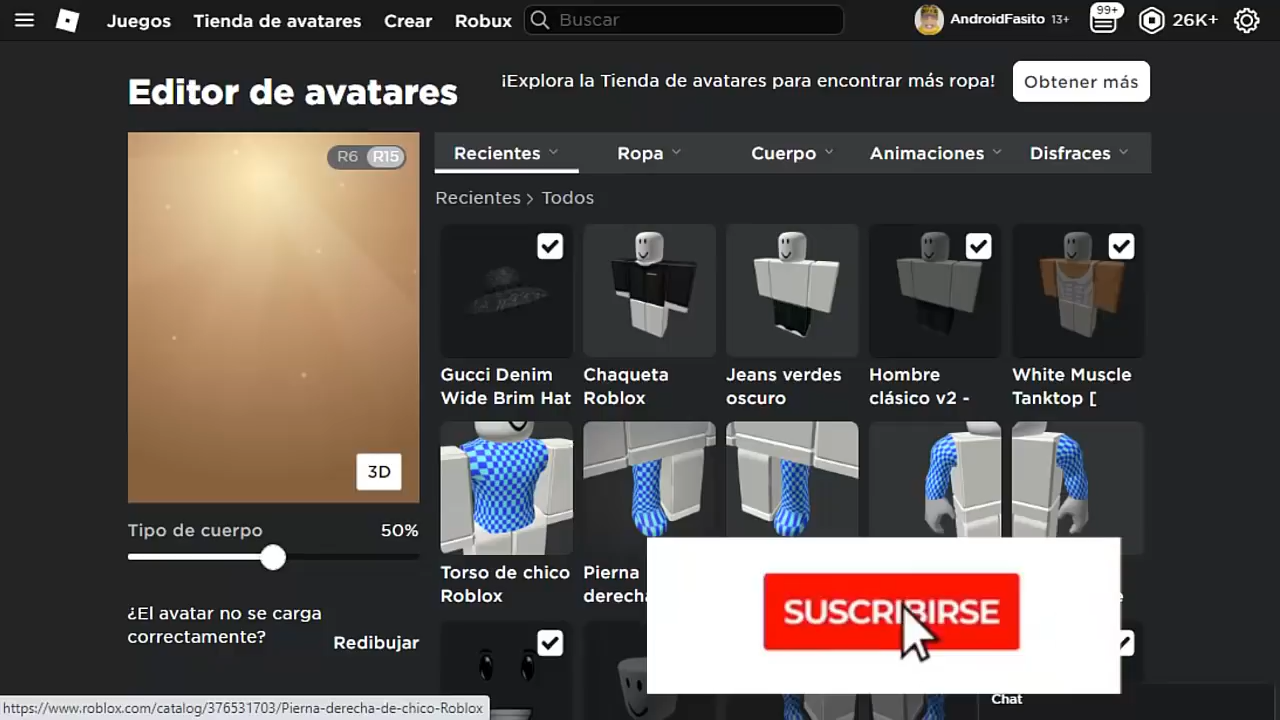 Juegos
Tienda de avatares
Crear
Robux
Buscar
AndroidFasito 13+
99+
26K+
Editor de avatares
¡Explora la Tienda de avatares para encontrar más ropa!
Obtener más
R6 R15
Recientes
Ropa
Cuerpo
Animaciones
Disfraces
Recientes > Todos
Gucci Denim
Wide Brim Hat
Chaqueta
Roblox
Jeans verdes
oscuro
Hombre
clásico v2 -
White Muscle
Tanktop [
3D
Tipo de cuerpo
50%
Torso de chico
Roblox
Pierna
¿El avatar no se carga
correctamente?
Redibujar
SUSCRIBIRSE
Chat
https://www.roblox.com/catalog/376531703/Pierna-derecha-de-chico-Roblox